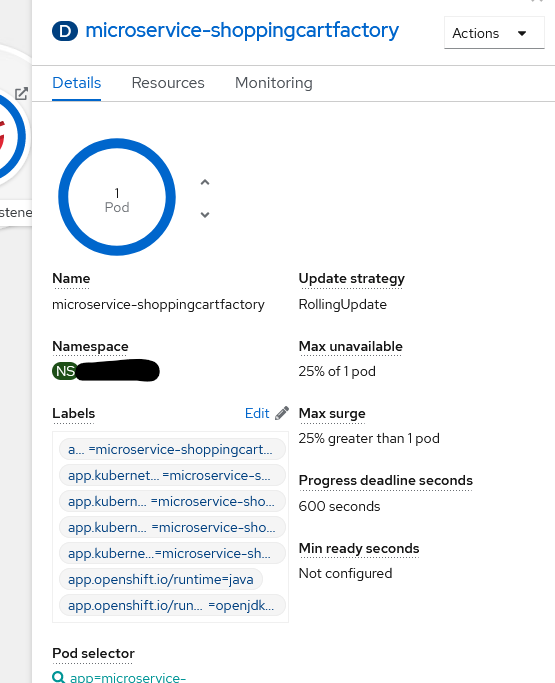 D microservice-shoppingcartfactory
Actions
Details Resources Monitoring
1
Pod
stene
Name
microservice-shoppingcartfactory
Update strategy
RollingUpdate
Namespace
NS
Max unavailable
25% of 1 pod
Labels
Edit
a... =microservice-shoppingcart...
app.kubernet... =microservice-s...
app.kubern... =microservice-sho...
app.kubern... =microservice-sho...
app.kuberne...=microservice-sh...
app.openshift.io/runtime=java
app.openshift.io/run... =openjdk...
Max surge
25% greater than 1 pod
Progress deadline seconds
600 seconds
Min ready seconds
Not configured
Pod selector
app=microservice-